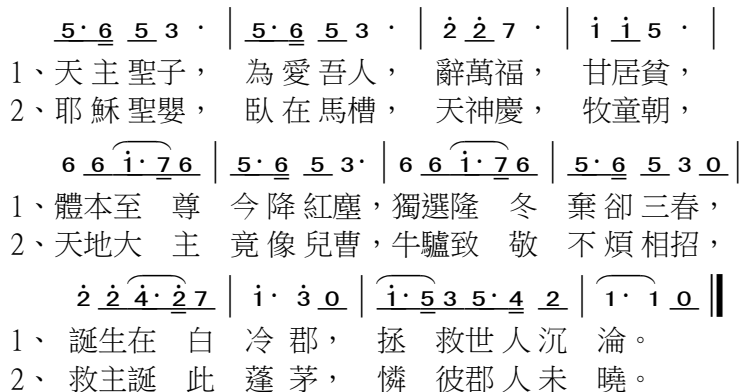 5· 6 5 3 · | 5· 6 5 3 · | 2̇ 2̇ 7 · | i̇ i̇ 5 · |
1、天主聖子， 為愛吾人， 辭萬福， 甘居貧，
2、耶穌聖嬰， 臥在馬槽， 天神慶， 牧童朝，
6 6 i̇· 7 6 | 5· 6 5 3· | 6 6 i̇· 7 6 | 5· 6 5 3 0 |
1、體本至 尊 今降紅塵，獨選隆 冬 棄卻三春，
2、天地大 主 竟像兒曹，牛驢致 敬 不煩相招，
2̇ 2̇ 4̇· 2̇ 7 | i̇· 3̇ 0 | i̇· 5 3 5· 4 2 | 1· 1 0 ‖
1、 誕生在 白 冷郡， 拯 救世人沉 淪。
2、 救主誕 此 蓬茅， 憐 彼郡人未 曉。